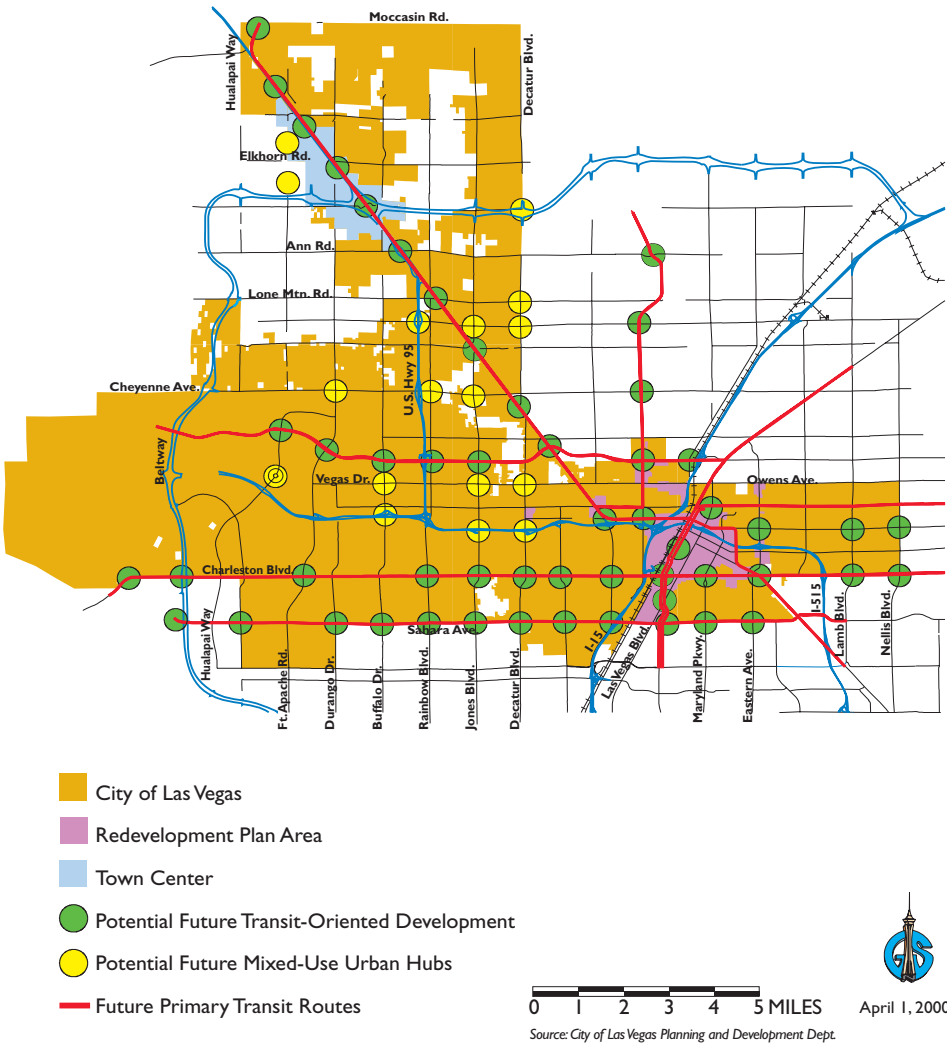 Moccasin Rd.
Hualapai Way
Decatur Blvd.
Elkhorn Rd.
Ann Rd.
Lone Mtn. Rd.
U.S. Hwy 95
Cheyenne Ave.
Beltway
Vegas Dr.
Owens Ave.
Charleston Blvd.
Hualapai Way
Sahara Ave.
I-15
Las Vegas Blvd.
I-515
Lamb Blvd.
Nellis Blvd.
Ft. Apache Rd.
Durango Dr.
Buffalo Dr.
Rainbow Blvd.
Jones Blvd.
Decatur Blvd.
Maryland Pkwy.
Eastern Ave.
City of Las Vegas
Redevelopment Plan Area
Town Center
Potential Future Transit-Oriented Development
Potential Future Mixed-Use Urban Hubs
Future Primary Transit Routes
0 1 2 3 4 5 MILES
Source: City of Las Vegas Planning and Development Dept.
GIS
April 1, 2000